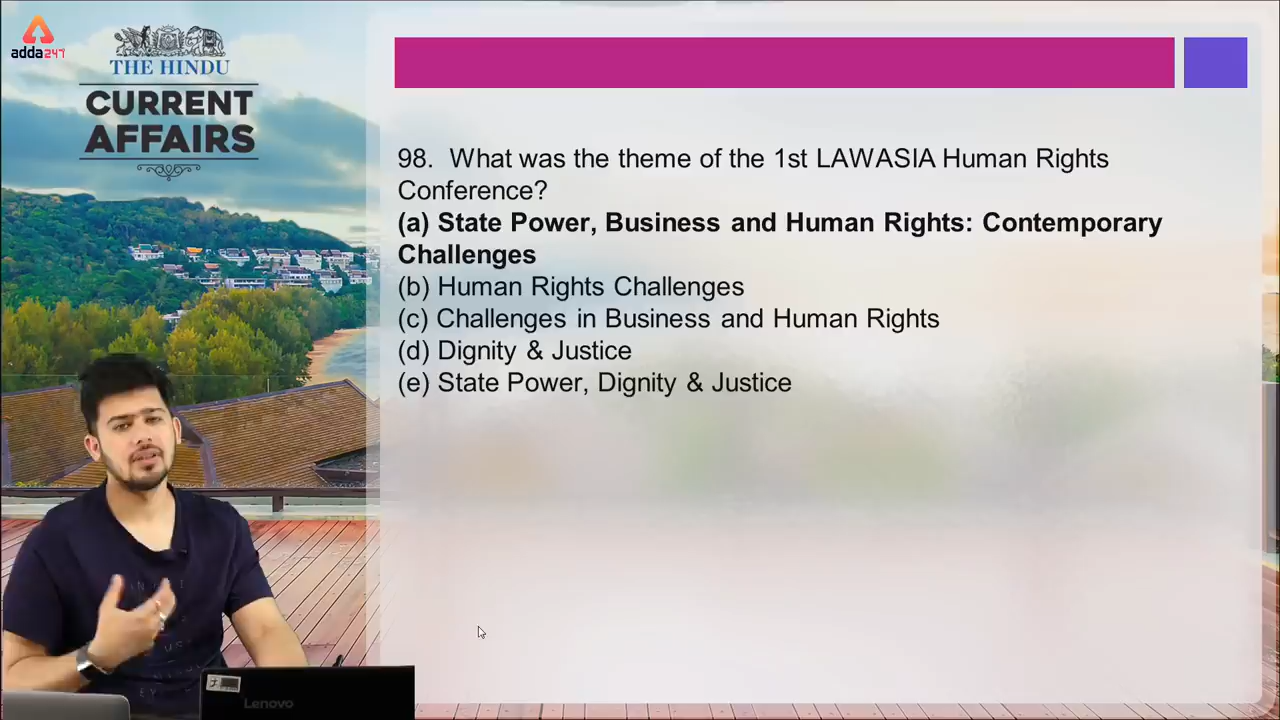 adda247
THE HINDU
CURRENT
AFFAIRS
98. What was the theme of the 1st LAWASIA Human Rights
Conference?
(a) State Power, Business and Human Rights: Contemporary
Challenges
(b) Human Rights Challenges
(c) Challenges in Business and Human Rights
(d) Dignity & Justice
(e) State Power, Dignity & Justice
Lenovo